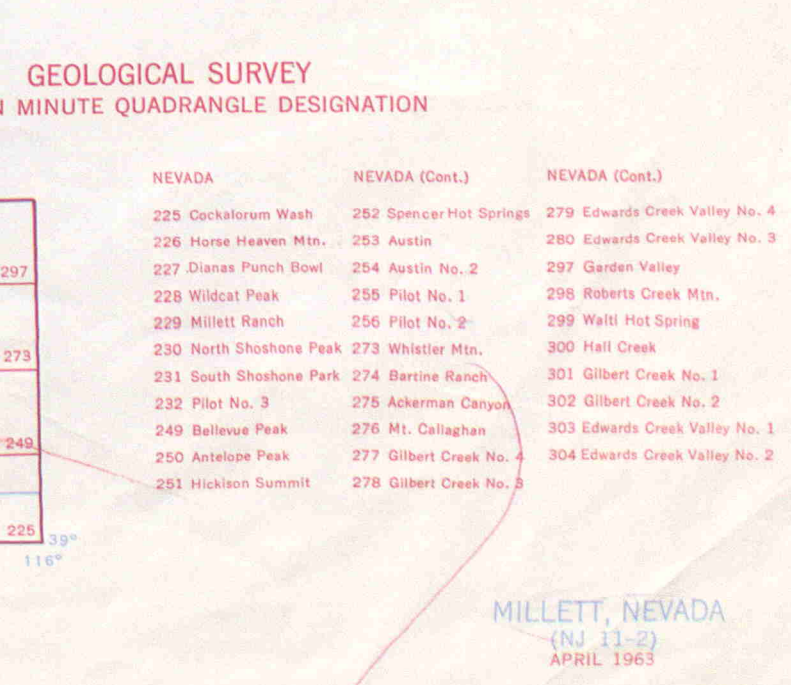 GEOLOGICAL SURVEY
MINUTE QUADRANGLE DESIGNATION
297
273
249
225
39°
116°
NEVADA
225 Cockalorum Wash
226 Horse Heaven Mtn.
227 Dianas Punch Bowl
228 Wildcat Peak
229 Millett Ranch
230 North Shoshone Peak
231 South Shoshone Park
232 Pilot No. 3
249 Bellevue Peak
250 Antelope Peak
251 Hickison Summit
NEVADA (Cont.)
252 Spencer Hot Springs
253 Austin
254 Austin No. 2
255 Pilot No. 1
256 Pilot No. 2
273 Whistler Mtn.
274 Bartine Ranch
275 Ackerman Canyon
276 Mt. Callaghan
277 Gilbert Creek No. 4
278 Gilbert Creek No. 3
NEVADA (Cont.)
279 Edwards Creek Valley No. 4
280 Edwards Creek Valley No. 3
297 Garden Valley
298 Roberts Creek Mtn.
299 Walti Hot Spring
300 Hall Creek
301 Gilbert Creek No. 1
302 Gilbert Creek No. 2
303 Edwards Creek Valley No. 1
304 Edwards Creek Valley No. 2
MILLETT, NEVADA
(NJ 11-2)
APRIL 1963